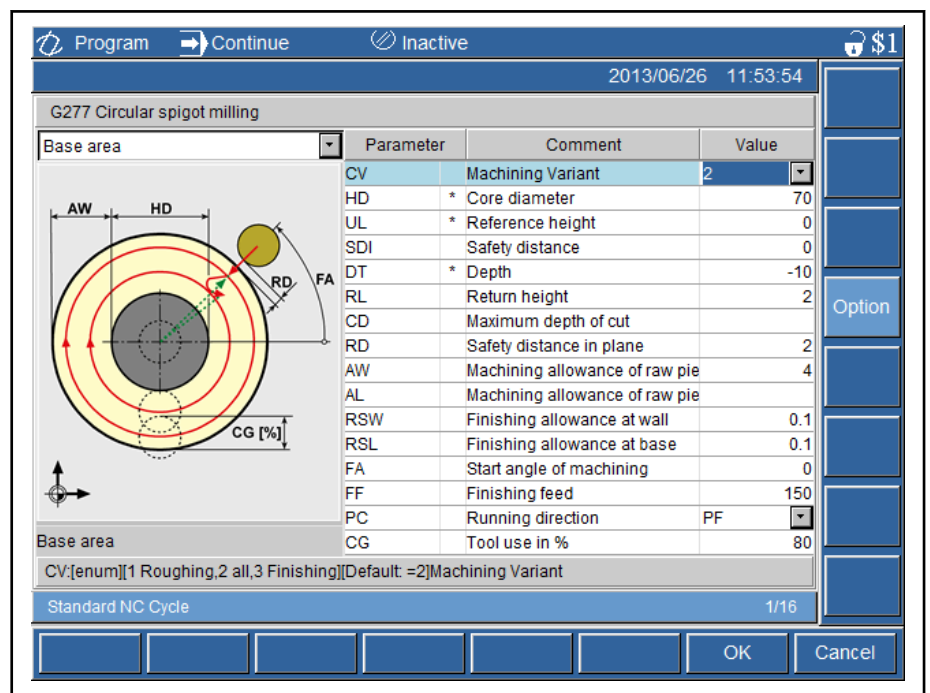 Program Continue Inactive $1
2013/06/26 11:53:54
G277 Circular spigot milling
Base area
Parameter Comment Value
CV Machining Variant 2
HD * Core diameter 70
UL * Reference height 0
SDI Safety distance 0
DT * Depth -10
RL Return height 2
CD Maximum depth of cut
RD Safety distance in plane 2
AW Machining allowance of raw pie 4
AL Machining allowance of raw pie
RSW Finishing allowance at wall 0.1
RSL Finishing allowance at base 0.1
FA Start angle of machining 0
FF Finishing feed 150
PC Running direction PF
CG Tool use in % 80
AW HD
RD FA
CG [%]
Base area
Option
CV:[enum][1 Roughing,2 all,3 Finishing][Default: =2]Machining Variant
Standard NC Cycle 1/16
OK Cancel